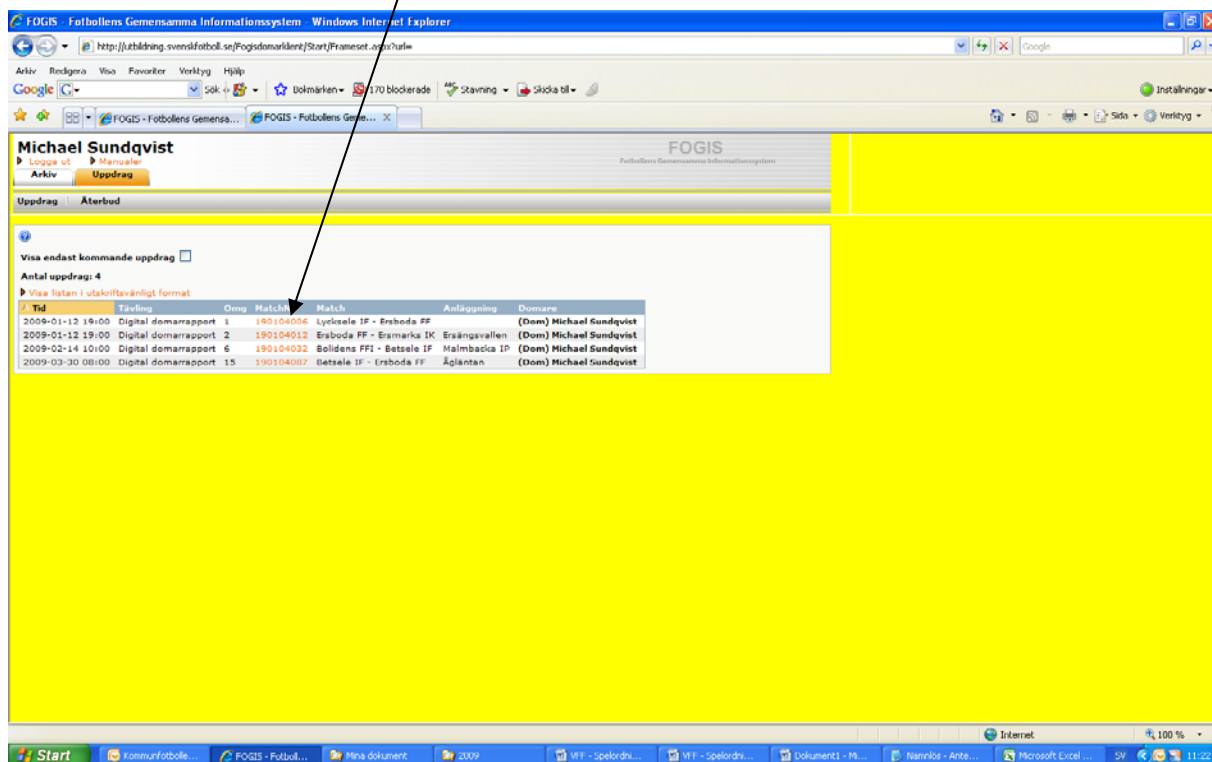 FOGIS - Fotbollens Gemensamma Informationssystem - Windows Internet Explorer
http://utbildning.svenskfotboll.se/Fogisdomarklient/Start/Frameset.aspx?url=
Google
Arkiv Redigera Visa Favoriter Verktyg Hjälp
Google G Sök Bokmärken 170 blockerade Stavning Skicka till Inställningar
FOGIS - Fotbollens Gemensa... FOGIS - Fotbollens Geme... X Sida Verktyg
Michael Sundqvist FOGIS
Logga ut Manualer Fotbollens Gemensamma Informationssystem
Arkiv Uppdrag
Uppdrag Återbud
Visa endast kommande uppdrag
Antal uppdrag: 4
Visa listan i utskriftsvänligt format
Tid Tävling Omg Match Match Anläggning Domare
2009-01-12 19:00 Digital domarrapport 1 190104006 Lycksele IF - Ersboda FF (Dom) Michael Sundqvist
2009-01-12 19:00 Digital domarrapport 2 190104012 Ersboda FF - Ersmarks IK Ersängsvallen (Dom) Michael Sundqvist
2009-02-14 10:00 Digital domarrapport 6 190104032 Bolidens FFI - Betsele IF Malmbacka IP (Dom) Michael Sundqvist
2009-03-30 08:00 Digital domarrapport 15 190104087 Betsele IF - Ersboda FF Ågläntan (Dom) Michael Sundqvist
Internet 100 %
Start Kommunfotbolle... FOGIS - Fotboll... Mina dokument 2009 VFF - Spelordni... VFF - Spelordni... Dokument1 - M... Namnlös - Ante... Microsoft Excel ... SV 11:22